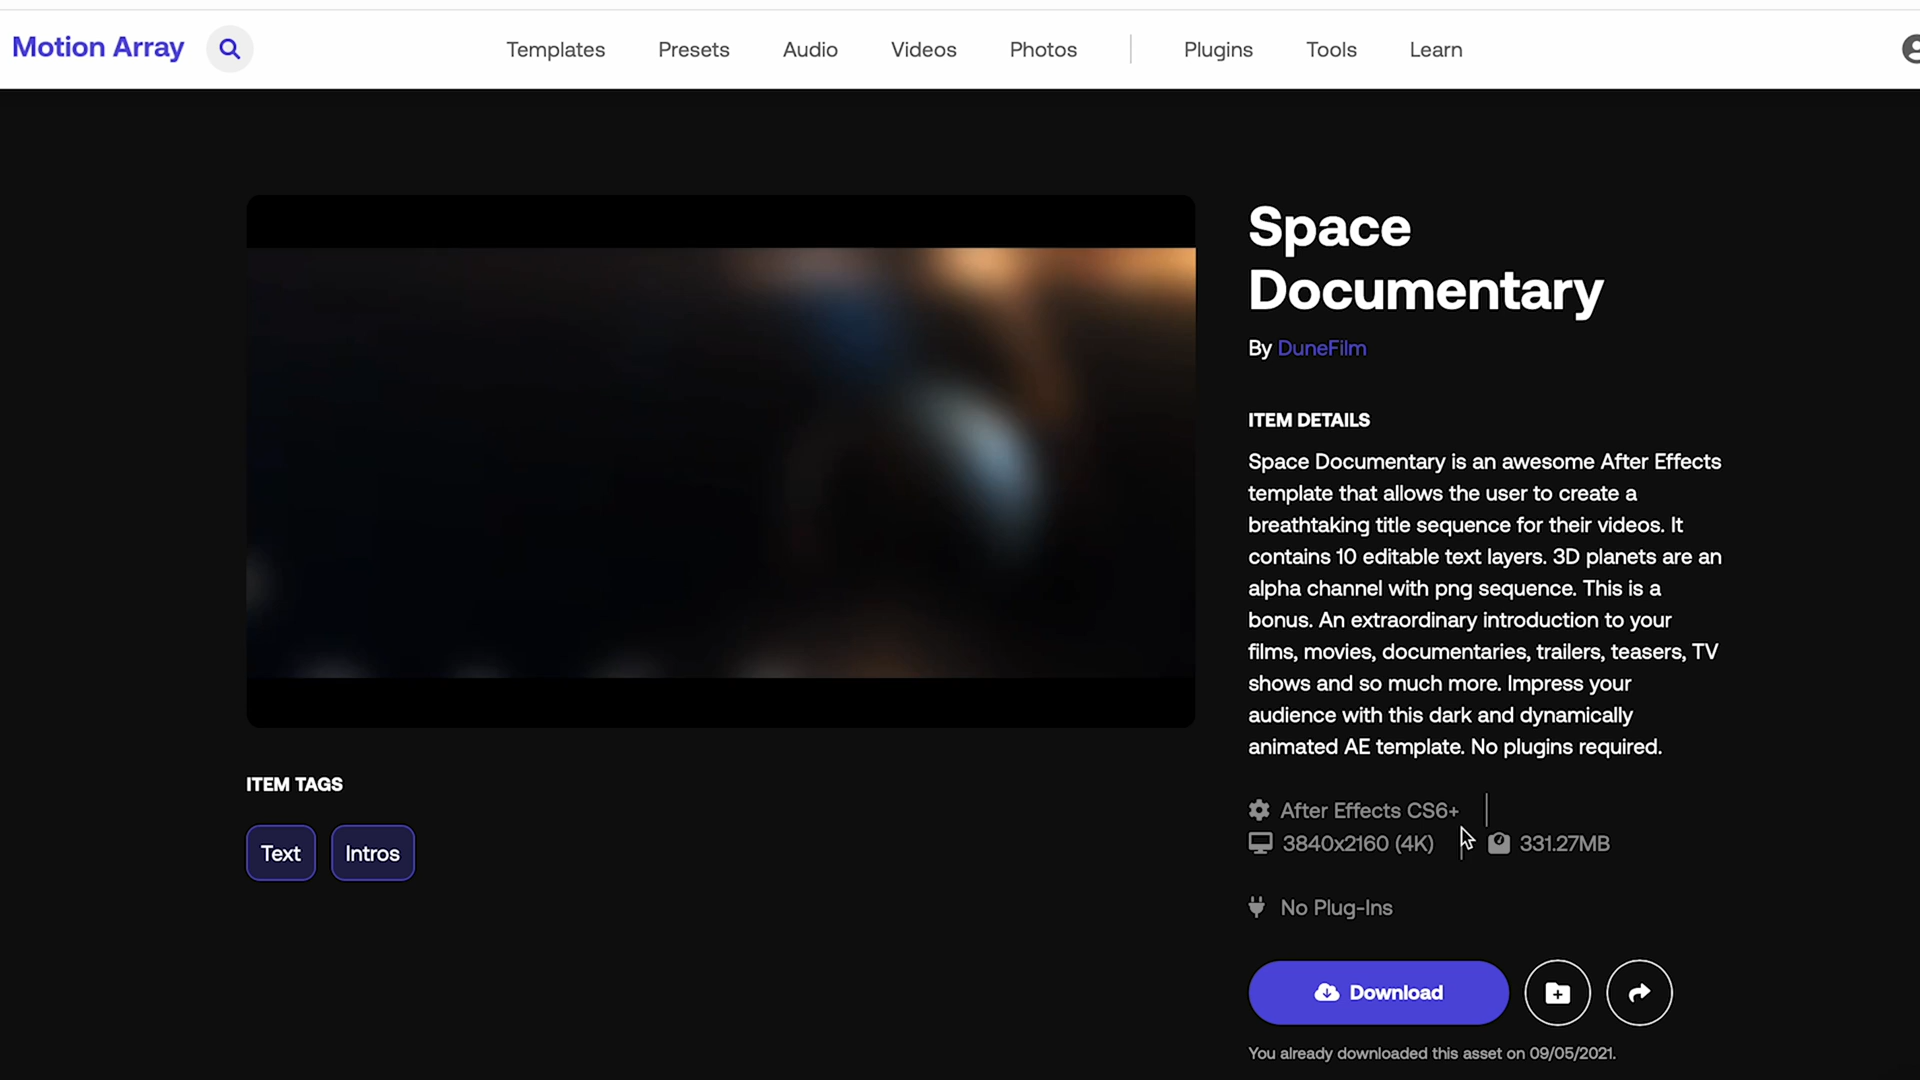 Motion Array
Templates
Presets
Audio
Videos
Photos
Plugins
Tools
Learn
Space
Documentary
By DuneFilm
ITEM DETAILS
Space Documentary is an awesome After Effects
template that allows the user to create a
breathtaking title sequence for their videos. It
contains 10 editable text layers. 3D planets are an
alpha channel with png sequence. This is a
bonus. An extraordinary introduction to your
films, movies, documentaries, trailers, teasers, TV
shows and so much more. Impress your
audience with this dark and dynamically
animated AE template. No plugins required.
After Effects CS6+
3840x2160 (4K)
331.27MB
No Plug-Ins
Download
You already downloaded this asset on 09/05/2021.
ITEM TAGS
Text
Intros